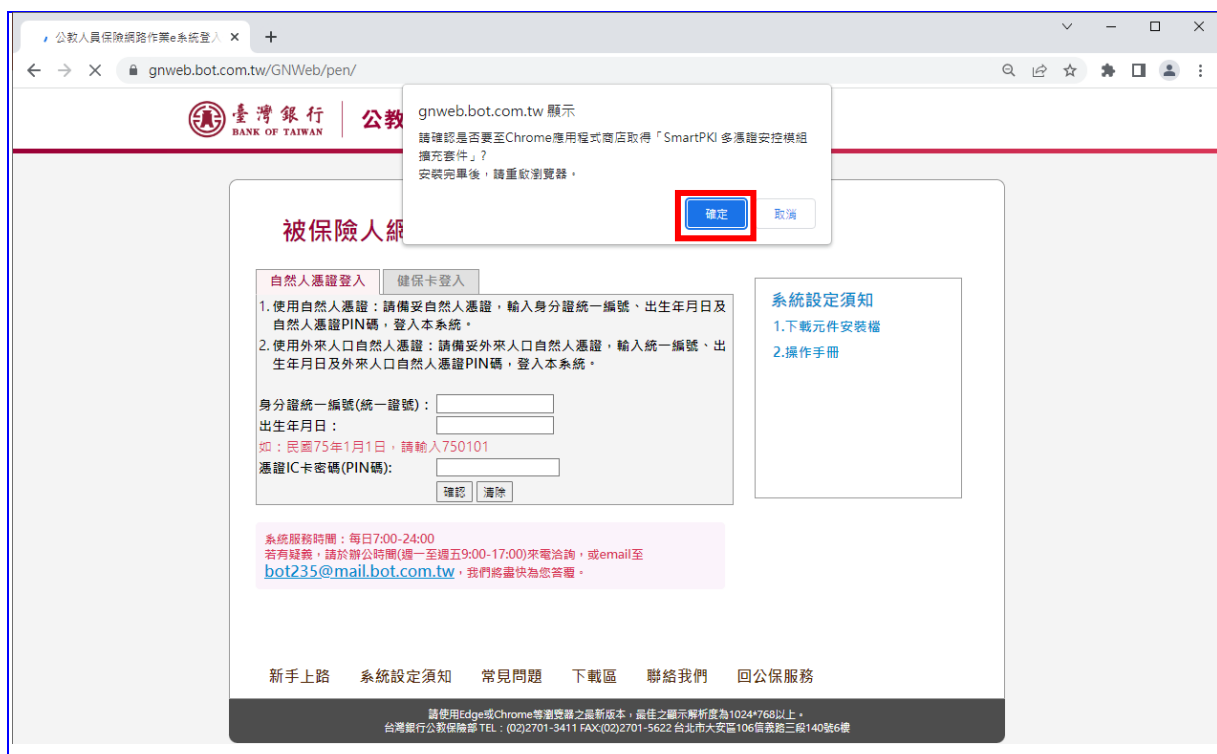 公教人員保險網路作業e系統登入
gnweb.bot.com.tw/GNWeb/pen/
臺灣銀行
BANK OF TAIWAN
公教
gnweb.bot.com.tw 顯示
請確認是否要至Chrome應用程式商店取得「SmartPKI 多憑證安控模組
擴充套件」?
安裝完畢後，請重啟瀏覽器。
確定
取消
被保險人網
自然人憑證登入
健保卡登入
1. 使用自然人憑證：請備妥自然人憑證，輸入身分證統一編號、出生年月日及
自然人憑證PIN碼，登入本系統。
2. 使用外來人口自然人憑證：請備妥外來人口自然人憑證，輸入統一編號、出
生年月日及外來人口自然人憑證PIN碼，登入本系統。
身分證統一編號(統一證號)：
出生年月日：
如：民國75年1月1日，請輸入750101
憑證IC卡密碼(PIN碼):
確認
清除
系統設定須知
1.下載元件安裝檔
2.操作手冊
系統服務時間：每日7:00-24:00
若有疑義，請於辦公時間(週一至週五9:00-17:00)來電洽詢，或email至
bot235@mail.bot.com.tw，我們將盡快為您答覆。
新手上路
系統設定須知
常見問題
下載區
聯絡我們
回公保服務
請使用Edge或Chrome等瀏覽器之最新版本，最佳之顯示解析度為1024*768以上。
台灣銀行公教保險部 TEL：(02)2701-3411 FAX:(02)2701-5622 台北市大安區106信義路三段140號6樓